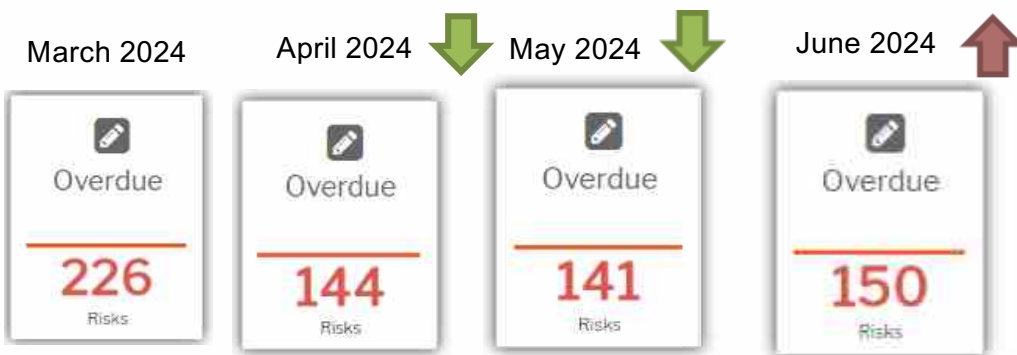 March 2024
Overdue
226
Risks
April 2024
Overdue
144
Risks
May 2024
Overdue
141
Risks
June 2024
Overdue
150
Risks